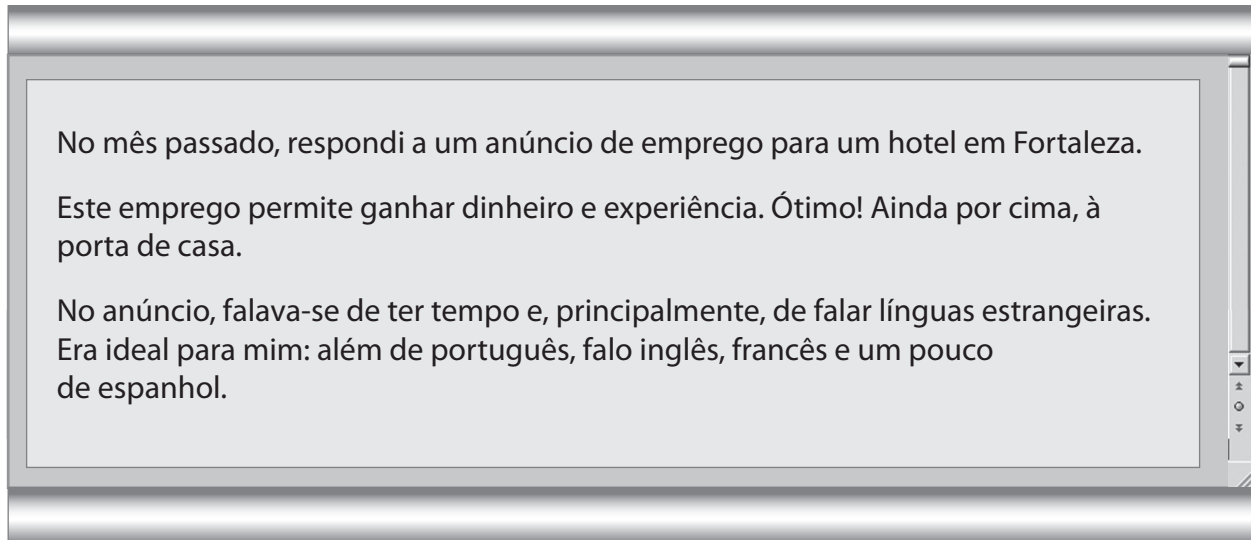 No mês passado, respondi a um anúncio de emprego para um hotel em Fortaleza.
Este emprego permite ganhar dinheiro e experiência. Ótimo! Ainda por cima, à
porta de casa.
No anúncio, falava-se de ter tempo e, principalmente, de falar línguas estrangeiras.
Era ideal para mim: além de português, falo inglês, francês e um pouco
de espanhol.